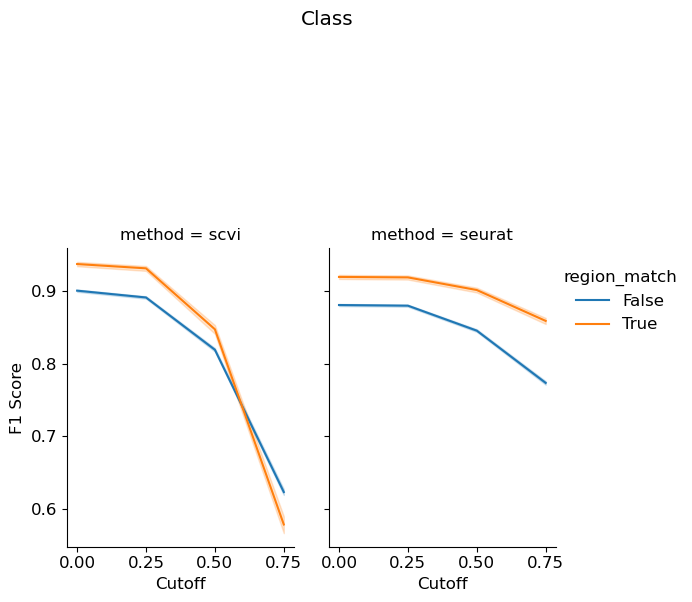 Class
method = scvi
method = seurat
region_match
False
True
F1 Score
0.9
0.8
0.7
0.6
0.00 0.25 0.50 0.75
0.00 0.25 0.50 0.75
Cutoff
Cutoff